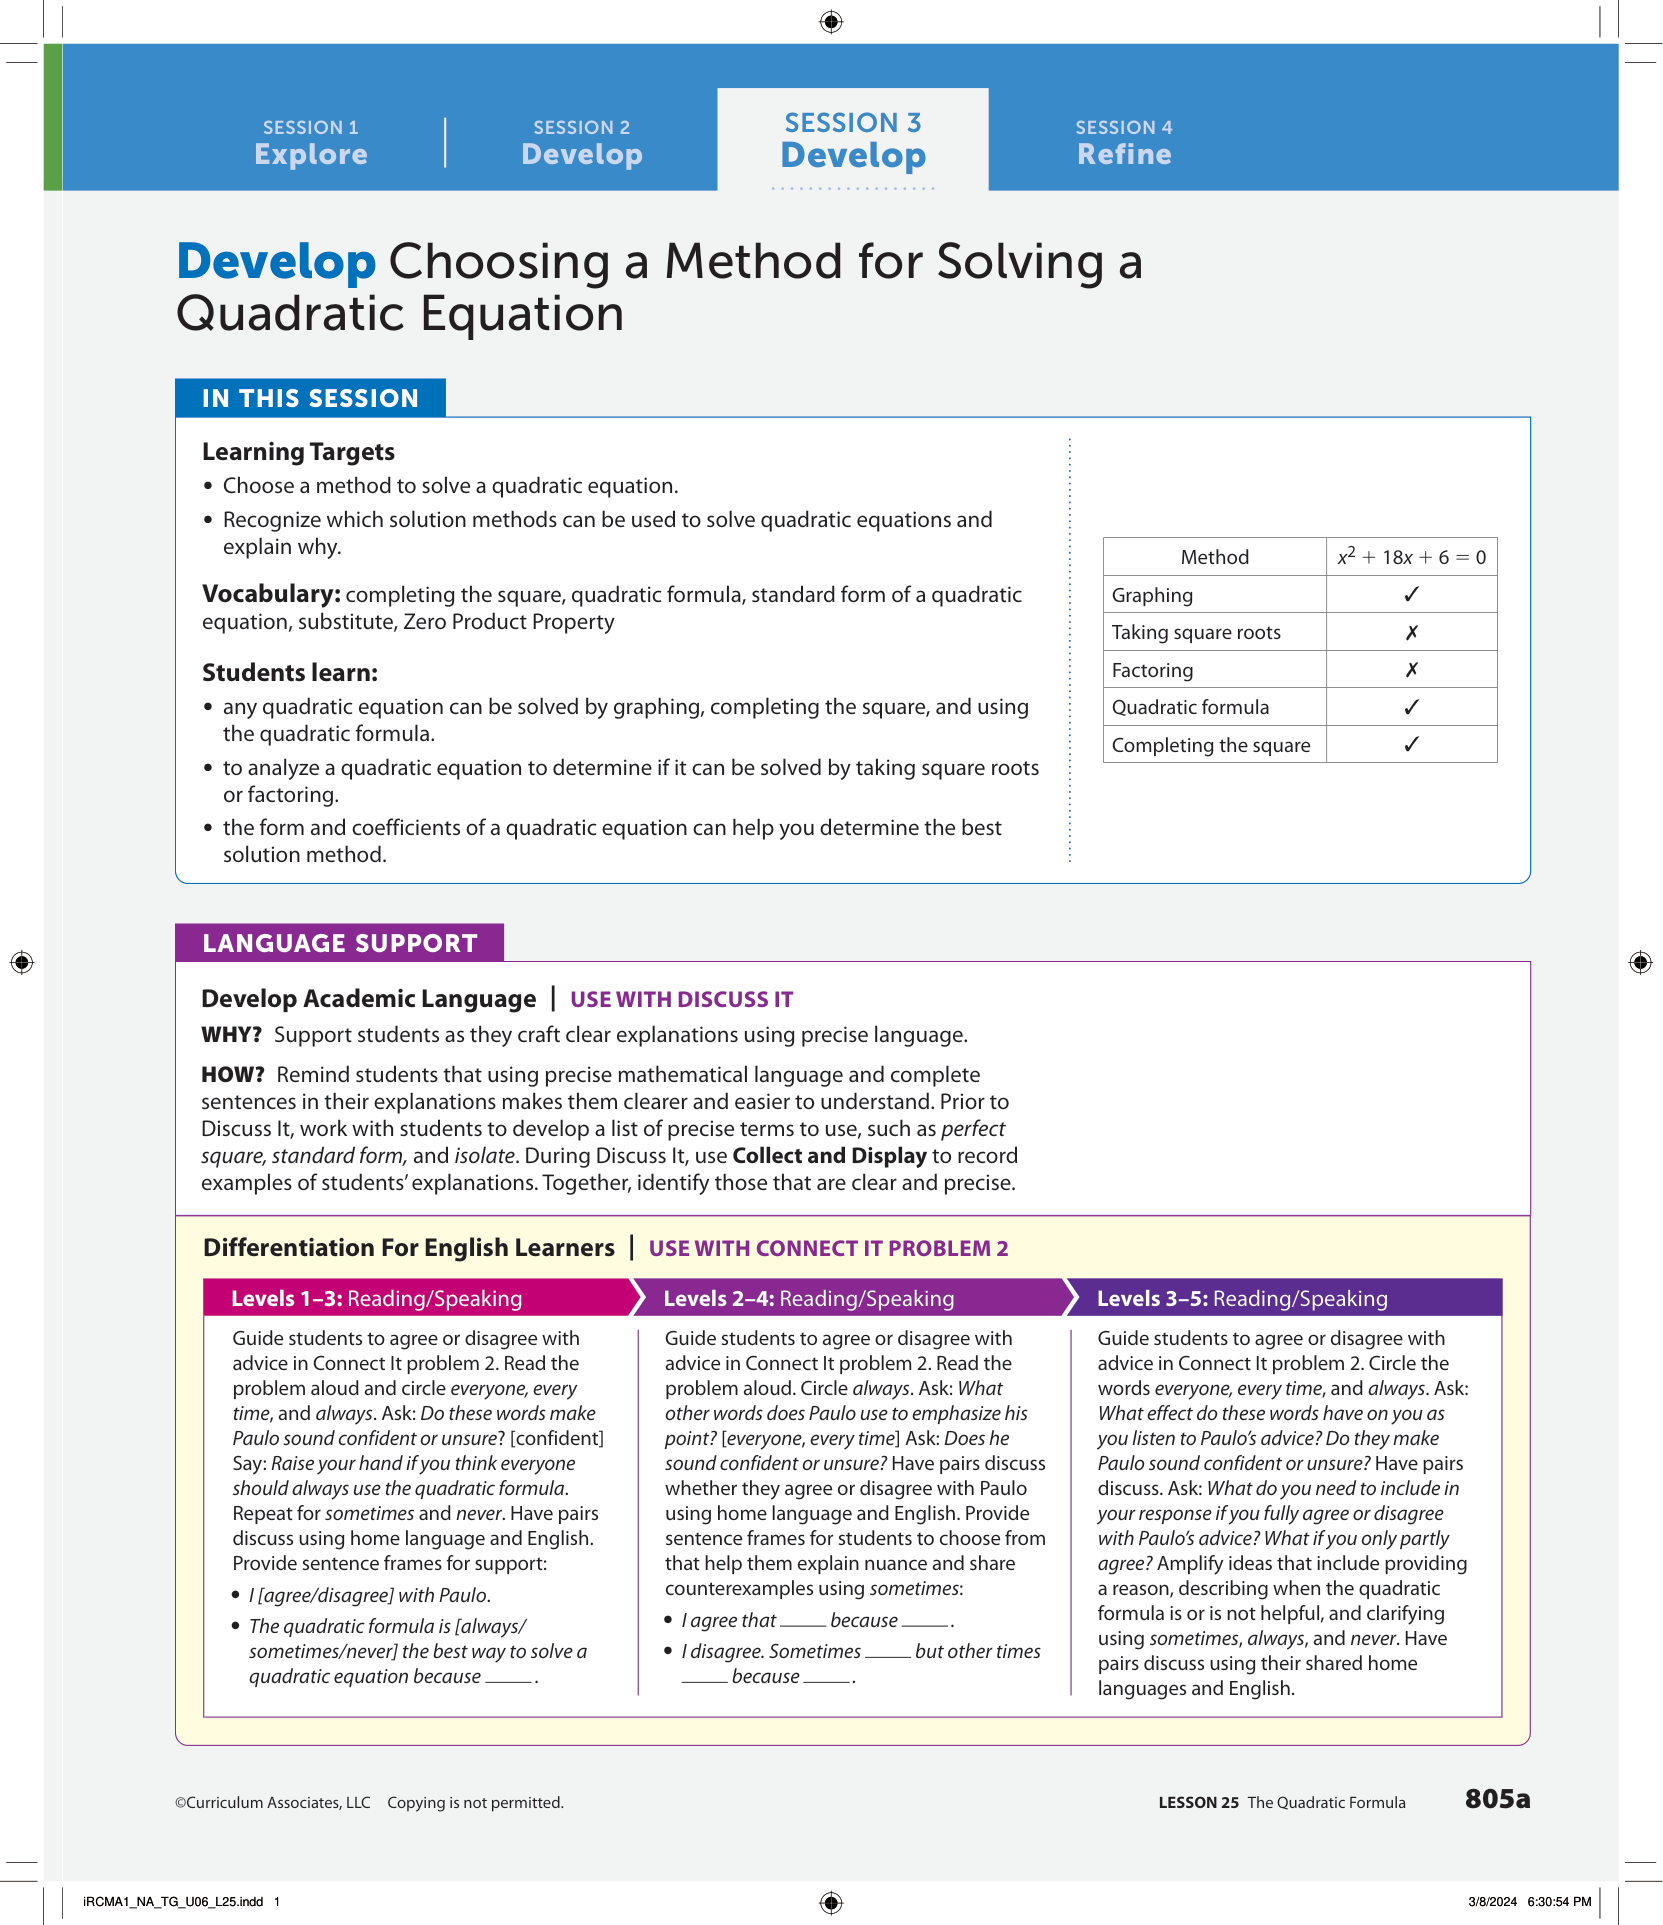 SESSION 1
Explore
SESSION 2
Develop
SESSION 3
Develop
SESSION 4
Refine
Develop Choosing a Method for Solving a
Quadratic Equation
IN THIS SESSION
Learning Targets
• Choose a method to solve a quadratic equation.
• Recognize which solution methods can be used to solve quadratic equations and
explain why.
Vocabulary: completing the square, quadratic formula, standard form of a quadratic
equation, substitute, Zero Product Property
Students learn:
• any quadratic equation can be solved by graphing, completing the square, and using
the quadratic formula.
• to analyze a quadratic equation to determine if it can be solved by taking square roots
or factoring.
• the form and coefficients of a quadratic equation can help you determine the best
solution method.
Method x² + 18x + 6 = 0
Graphing ✓
Taking square roots ✗
Factoring ✗
Quadratic formula ✓
Completing the square ✓
LANGUAGE SUPPORT
Develop Academic Language | USE WITH DISCUSS IT
WHY? Support students as they craft clear explanations using precise language.
HOW? Remind students that using precise mathematical language and complete
sentences in their explanations makes them clearer and easier to understand. Prior to
Discuss It, work with students to develop a list of precise terms to use, such as perfect
square, standard form, and isolate. During Discuss It, use Collect and Display to record
examples of students’ explanations. Together, identify those that are clear and precise.
Differentiation For English Learners | USE WITH CONNECT IT PROBLEM 2
Levels 1–3: Reading/Speaking
Guide students to agree or disagree with
advice in Connect It problem 2. Read the
problem aloud and circle everyone, every
time, and always. Ask: Do these words make
Paulo sound confident or unsure? [confident]
Say: Raise your hand if you think everyone
should always use the quadratic formula.
Repeat for sometimes and never. Have pairs
discuss using home language and English.
Provide sentence frames for support:
• I [agree/disagree] with Paulo.
• The quadratic formula is [always/
sometimes/never] the best way to solve a
quadratic equation because _____.
Levels 2–4: Reading/Speaking
Guide students to agree or disagree with
advice in Connect It problem 2. Read the
problem aloud. Circle always. Ask: What
other words does Paulo use to emphasize his
point? [everyone, every time] Ask: Does he
sound confident or unsure? Have pairs discuss
whether they agree or disagree with Paulo
using home language and English. Provide
sentence frames for students to choose from
that help them explain nuance and share
counterexamples using sometimes:
• I agree that _____ because _____.
• I disagree. Sometimes _____ but other times
_____ because _____.
Levels 3–5: Reading/Speaking
Guide students to agree or disagree with
advice in Connect It problem 2. Circle the
words everyone, every time, and always. Ask:
What effect do these words have on you as
you listen to Paulo’s advice? Do they make
Paulo sound confident or unsure? Have pairs
discuss. Ask: What do you need to include in
your response if you fully agree or disagree
with Paulo’s advice? What if you only partly
agree? Amplify ideas that include providing
a reason, describing when the quadratic
formula is or is not helpful, and clarifying
using sometimes, always, and never. Have
pairs discuss using their shared home
languages and English.
©Curriculum Associates, LLC Copying is not permitted.
LESSON 25 The Quadratic Formula 805a
iRCMA1_NA_TG_U06_L25.indd 1
3/8/2024 6:30:54 PM